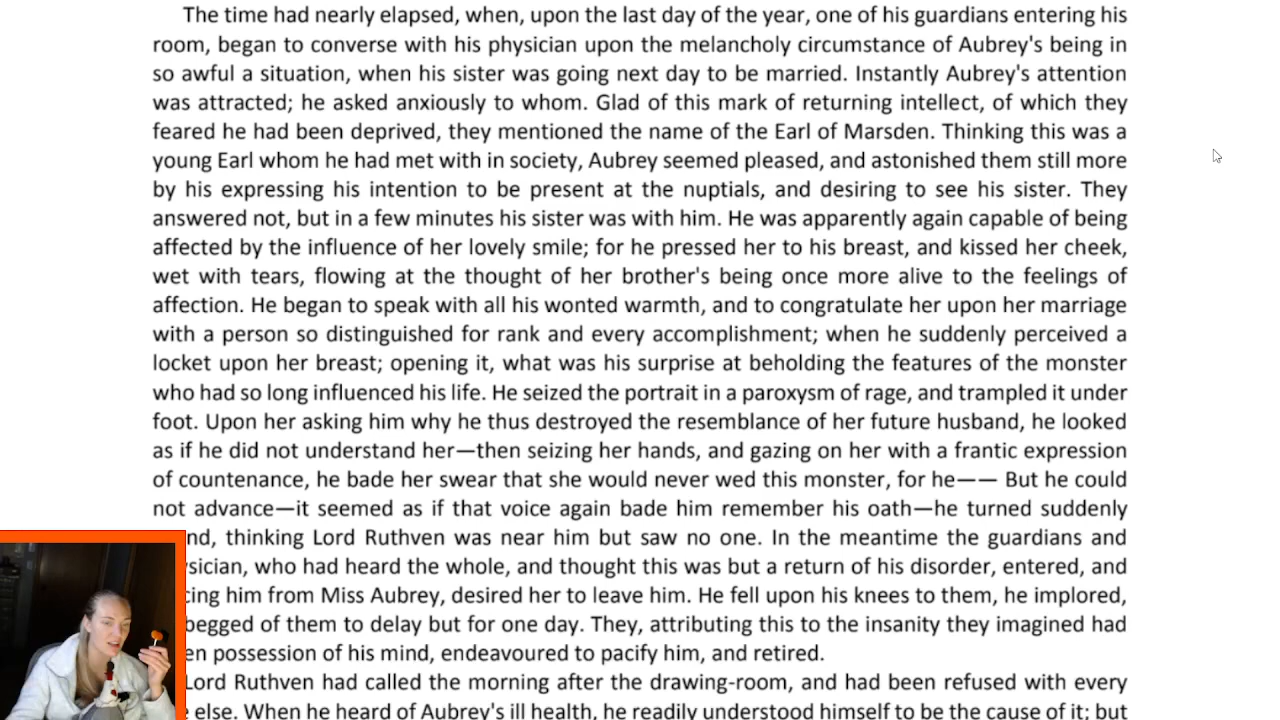 The time had nearly elapsed, when, upon the last day of the year, one of his guardians entering his
room, began to converse with his physician upon the melancholy circumstance of Aubrey's being in
so awful a situation, when his sister was going next day to be married. Instantly Aubrey's attention
was attracted; he asked anxiously to whom. Glad of this mark of returning intellect, of which they
feared he had been deprived, they mentioned the name of the Earl of Marsden. Thinking this was a
young Earl whom he had met with in society, Aubrey seemed pleased, and astonished them still more
by his expressing his intention to be present at the nuptials, and desiring to see his sister. They
answered not, but in a few minutes his sister was with him. He was apparently again capable of being
affected by the influence of her lovely smile; for he pressed her to his breast, and kissed her cheek,
wet with tears, flowing at the thought of her brother's being once more alive to the feelings of
affection. He began to speak with all his wonted warmth, and to congratulate her upon her marriage
with a person so distinguished for rank and every accomplishment; when he suddenly perceived a
locket upon her breast; opening it, what was his surprise at beholding the features of the monster
who had so long influenced his life. He seized the portrait in a paroxysm of rage, and trampled it under
foot. Upon her asking him why he thus destroyed the resemblance of her future husband, he looked
as if he did not understand her—then seizing her hands, and gazing on her with a frantic expression
of countenance, he bade her swear that she would never wed this monster, for he—— But he could
not advance—it seemed as if that voice again bade him remember his oath—he turned suddenly
nd, thinking Lord Ruthven was near him but saw no one. In the meantime the guardians and
sician, who had heard the whole, and thought this was but a return of his disorder, entered, and
cing him from Miss Aubrey, desired her to leave him. He fell upon his knees to them, he implored,
begged of them to delay but for one day. They, attributing this to the insanity they imagined had
en possession of his mind, endeavoured to pacify him, and retired.
Lord Ruthven had called the morning after the drawing-room, and had been refused with every
else. When he heard of Aubrey's ill health, he readily understood himself to be the cause of it; but